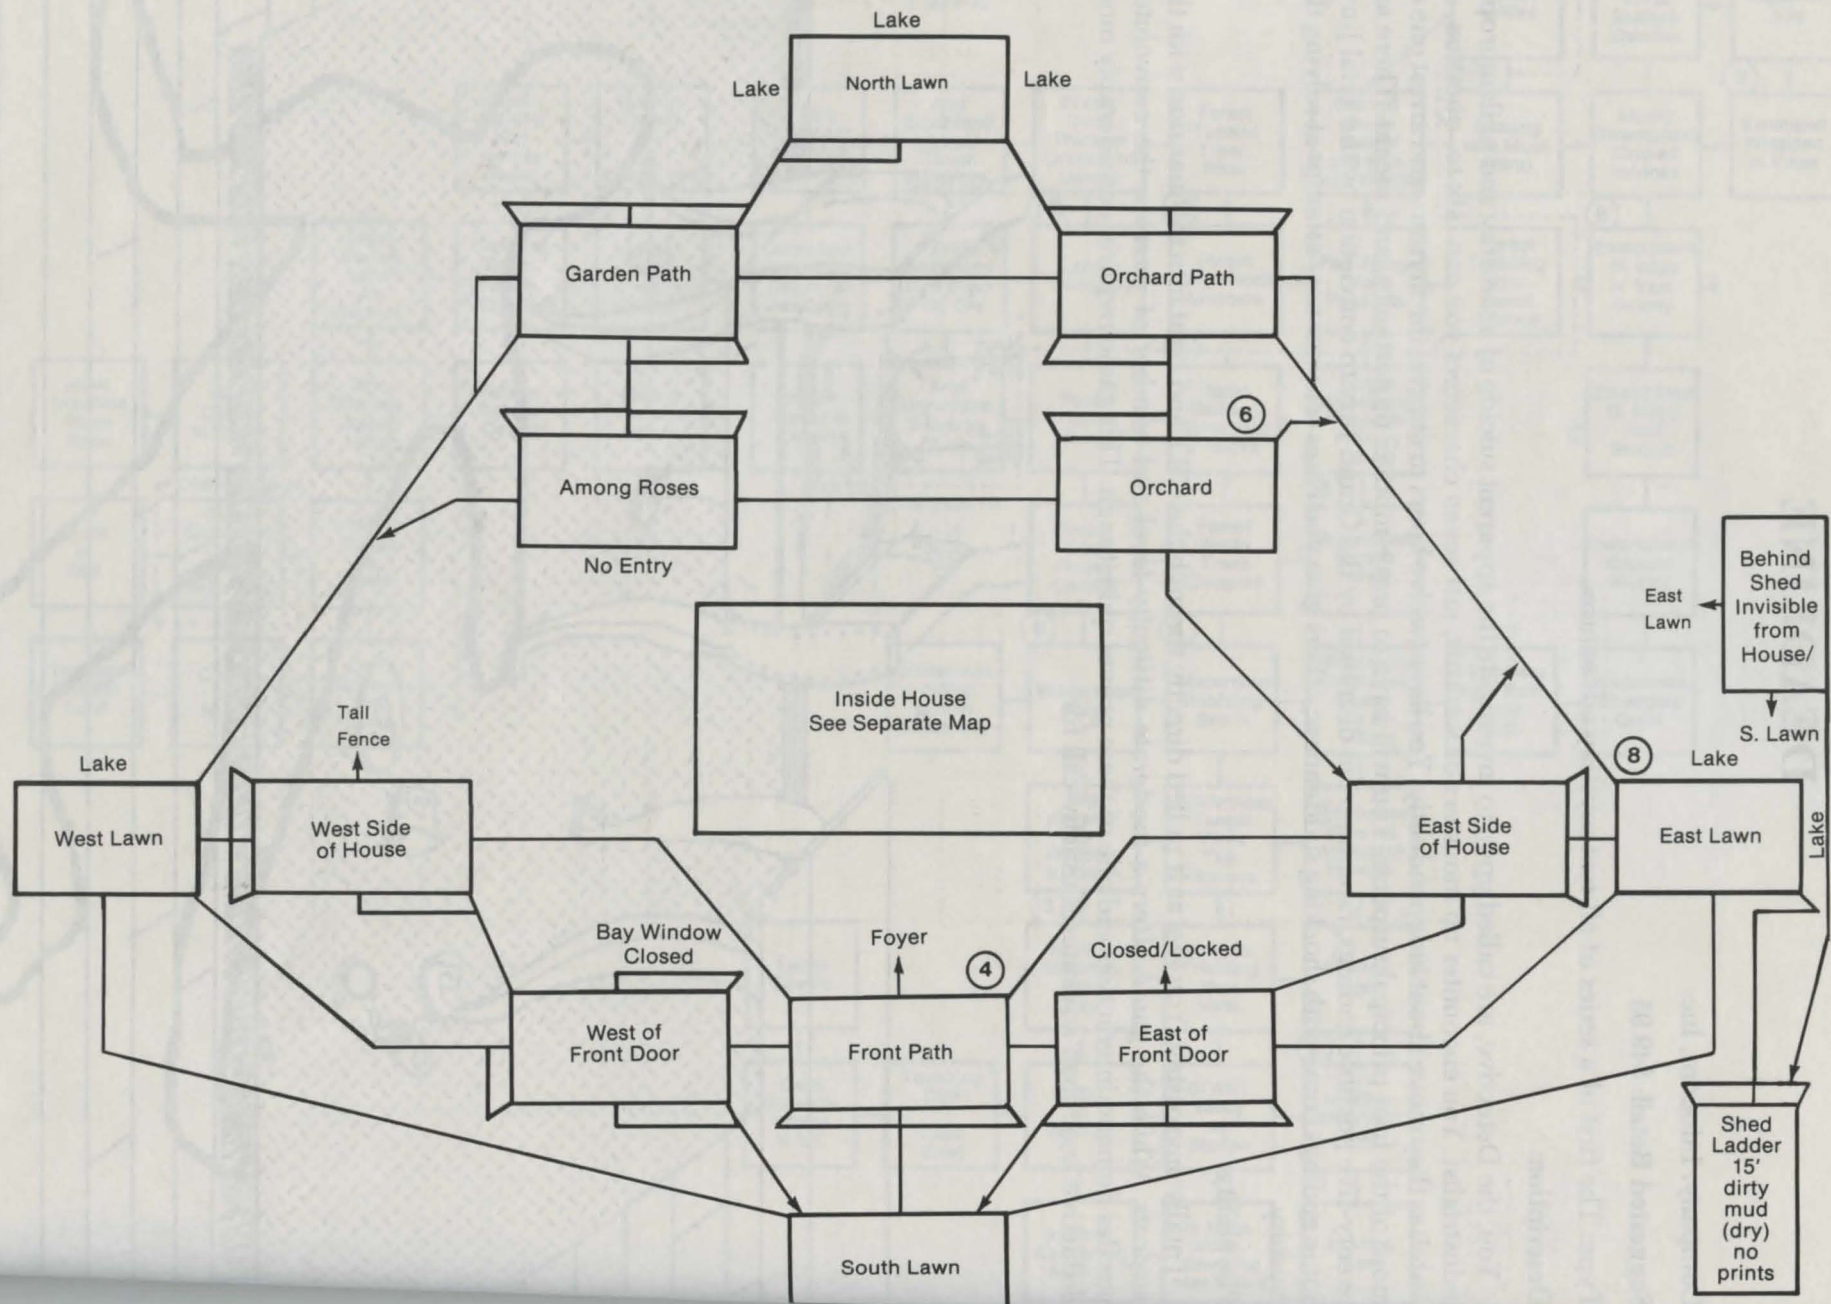 Lake
Lake
North Lawn
Lake
Garden Path
Orchard Path
6
Among Roses
Orchard
No Entry
Behind
Shed
Invisible
from
House/
East
Lawn
S. Lawn
Inside House
See Separate Map
Tall
Fence
Lake
8
Lake
West Lawn
West Side
of House
East Side
of House
East Lawn
Lake
Bay Window
Closed
Foyer
4
Closed/Locked
West of
Front Door
Front Path
East of
Front Door
Shed
Ladder
15'
dirty
mud
(dry)
no
prints
South Lawn